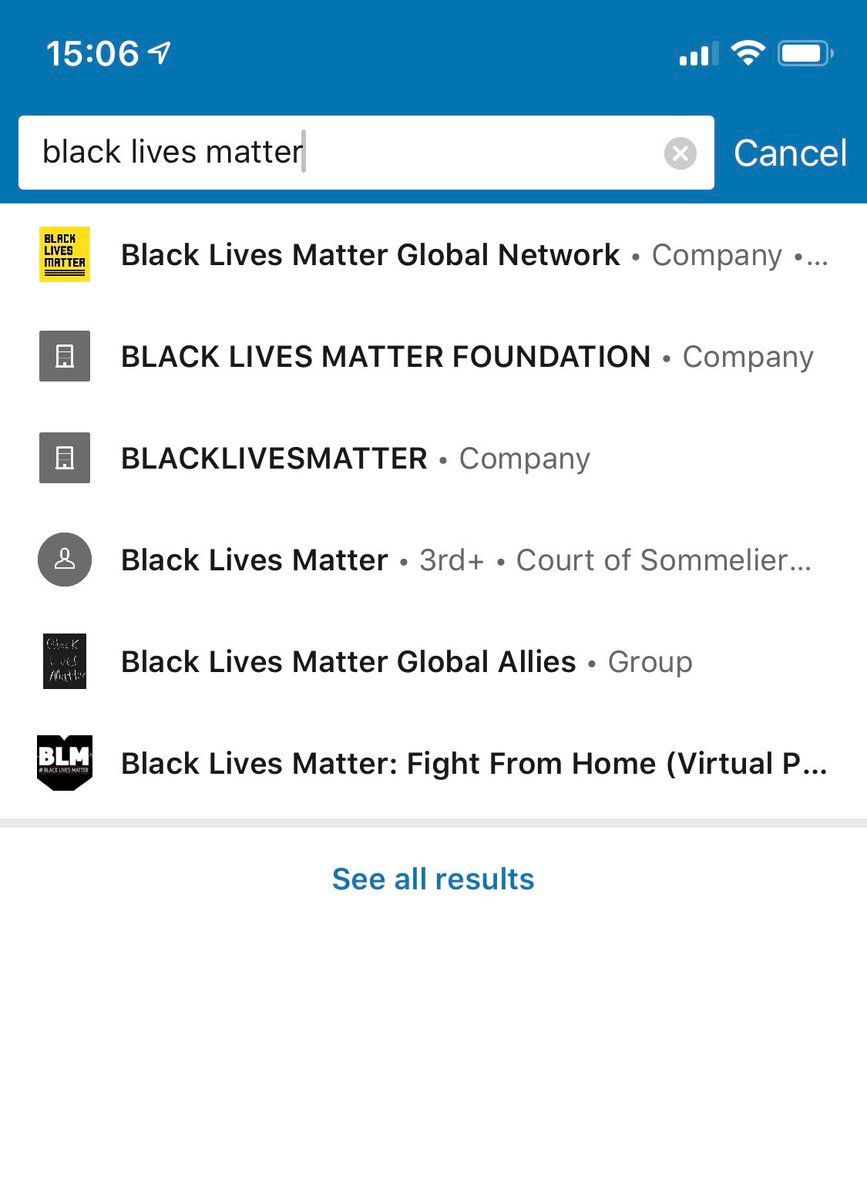 15:06
black lives matter
Cancel
BLACK
LIVES
MATTER
Black Lives Matter Global Network • Company •...
BLACK LIVES MATTER FOUNDATION • Company
BLACKLIVESMATTER • Company
Black Lives Matter • 3rd+ • Court of Sommelier...
Black
Lives
Matter
Black Lives Matter Global Allies • Group
BLM
#BLACK LIVES MATTER
Black Lives Matter: Fight From Home (Virtual P...
See all results